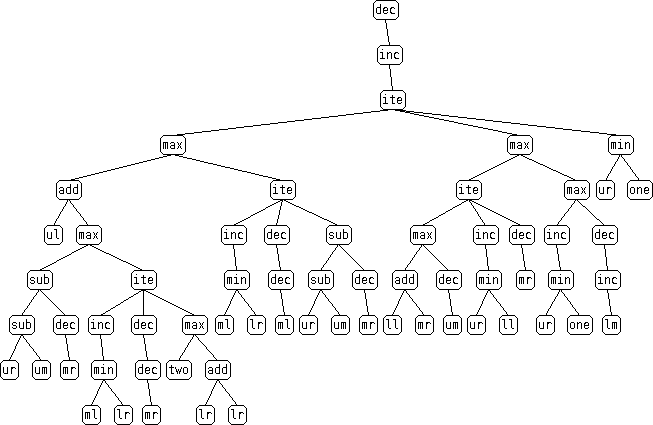 dec
inc
ite
max max min
add ite ite max ur one
ul max inc dec sub max inc dec inc dec
sub ite min dec sub dec add dec min mr min inc
sub dec inc dec max ml lr ml ur um mr ll mr um ur ll ur one lm
ur um mr min dec two add
ml lr mr lr lr